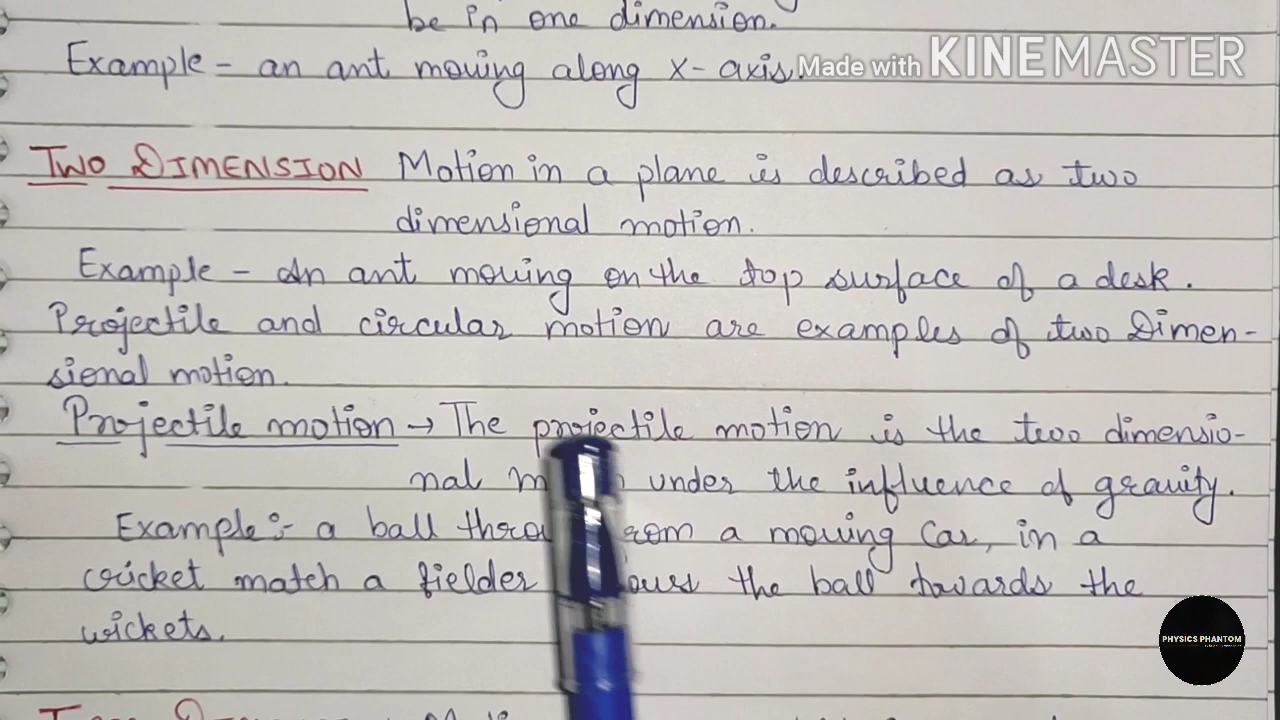 be in one dimension.
Example - an ant moving along x-axis.
Made with KINEMASTER
TWO DIMENSION Motion in a plane is described as two
dimensional motion.
Example - An ant moving on the top surface of a desk.
Projectile and circular motion are examples of two Dimen-
sional motion.
Projectile motion → The projectile motion is the two dimensio-
nal under the influence of gravity.
Example :- a ball from a moving Car, in a
cricket match a fielder the ball towards the
wickets.
PHYSICS PHANTOM